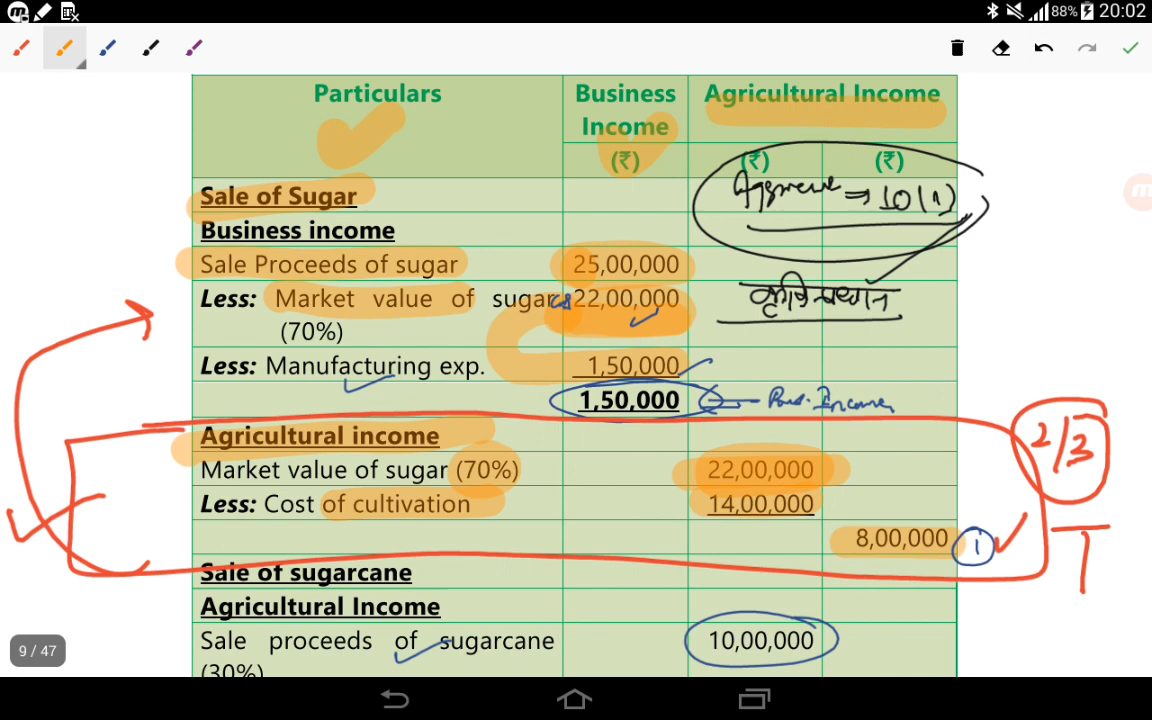 88% 20:02
Particulars Business Income (₹) Agricultural Income (₹) (₹)
⇒ 10(1)
Sale of Sugar
Business income
Sale Proceeds of sugar 25,00,000
Less: Market value of sugar 22,00,000
(70%)
Less: Manufacturing exp. 1,50,000
1,50,000 Income
Agricultural income
2/3
Market value of sugar (70%) 22,00,000
Less: Cost of cultivation 14,00,000
8,00,000 1
Sale of sugarcane
Agricultural Income
Sale proceeds of sugarcane 10,00,000
(30%)
9 / 47